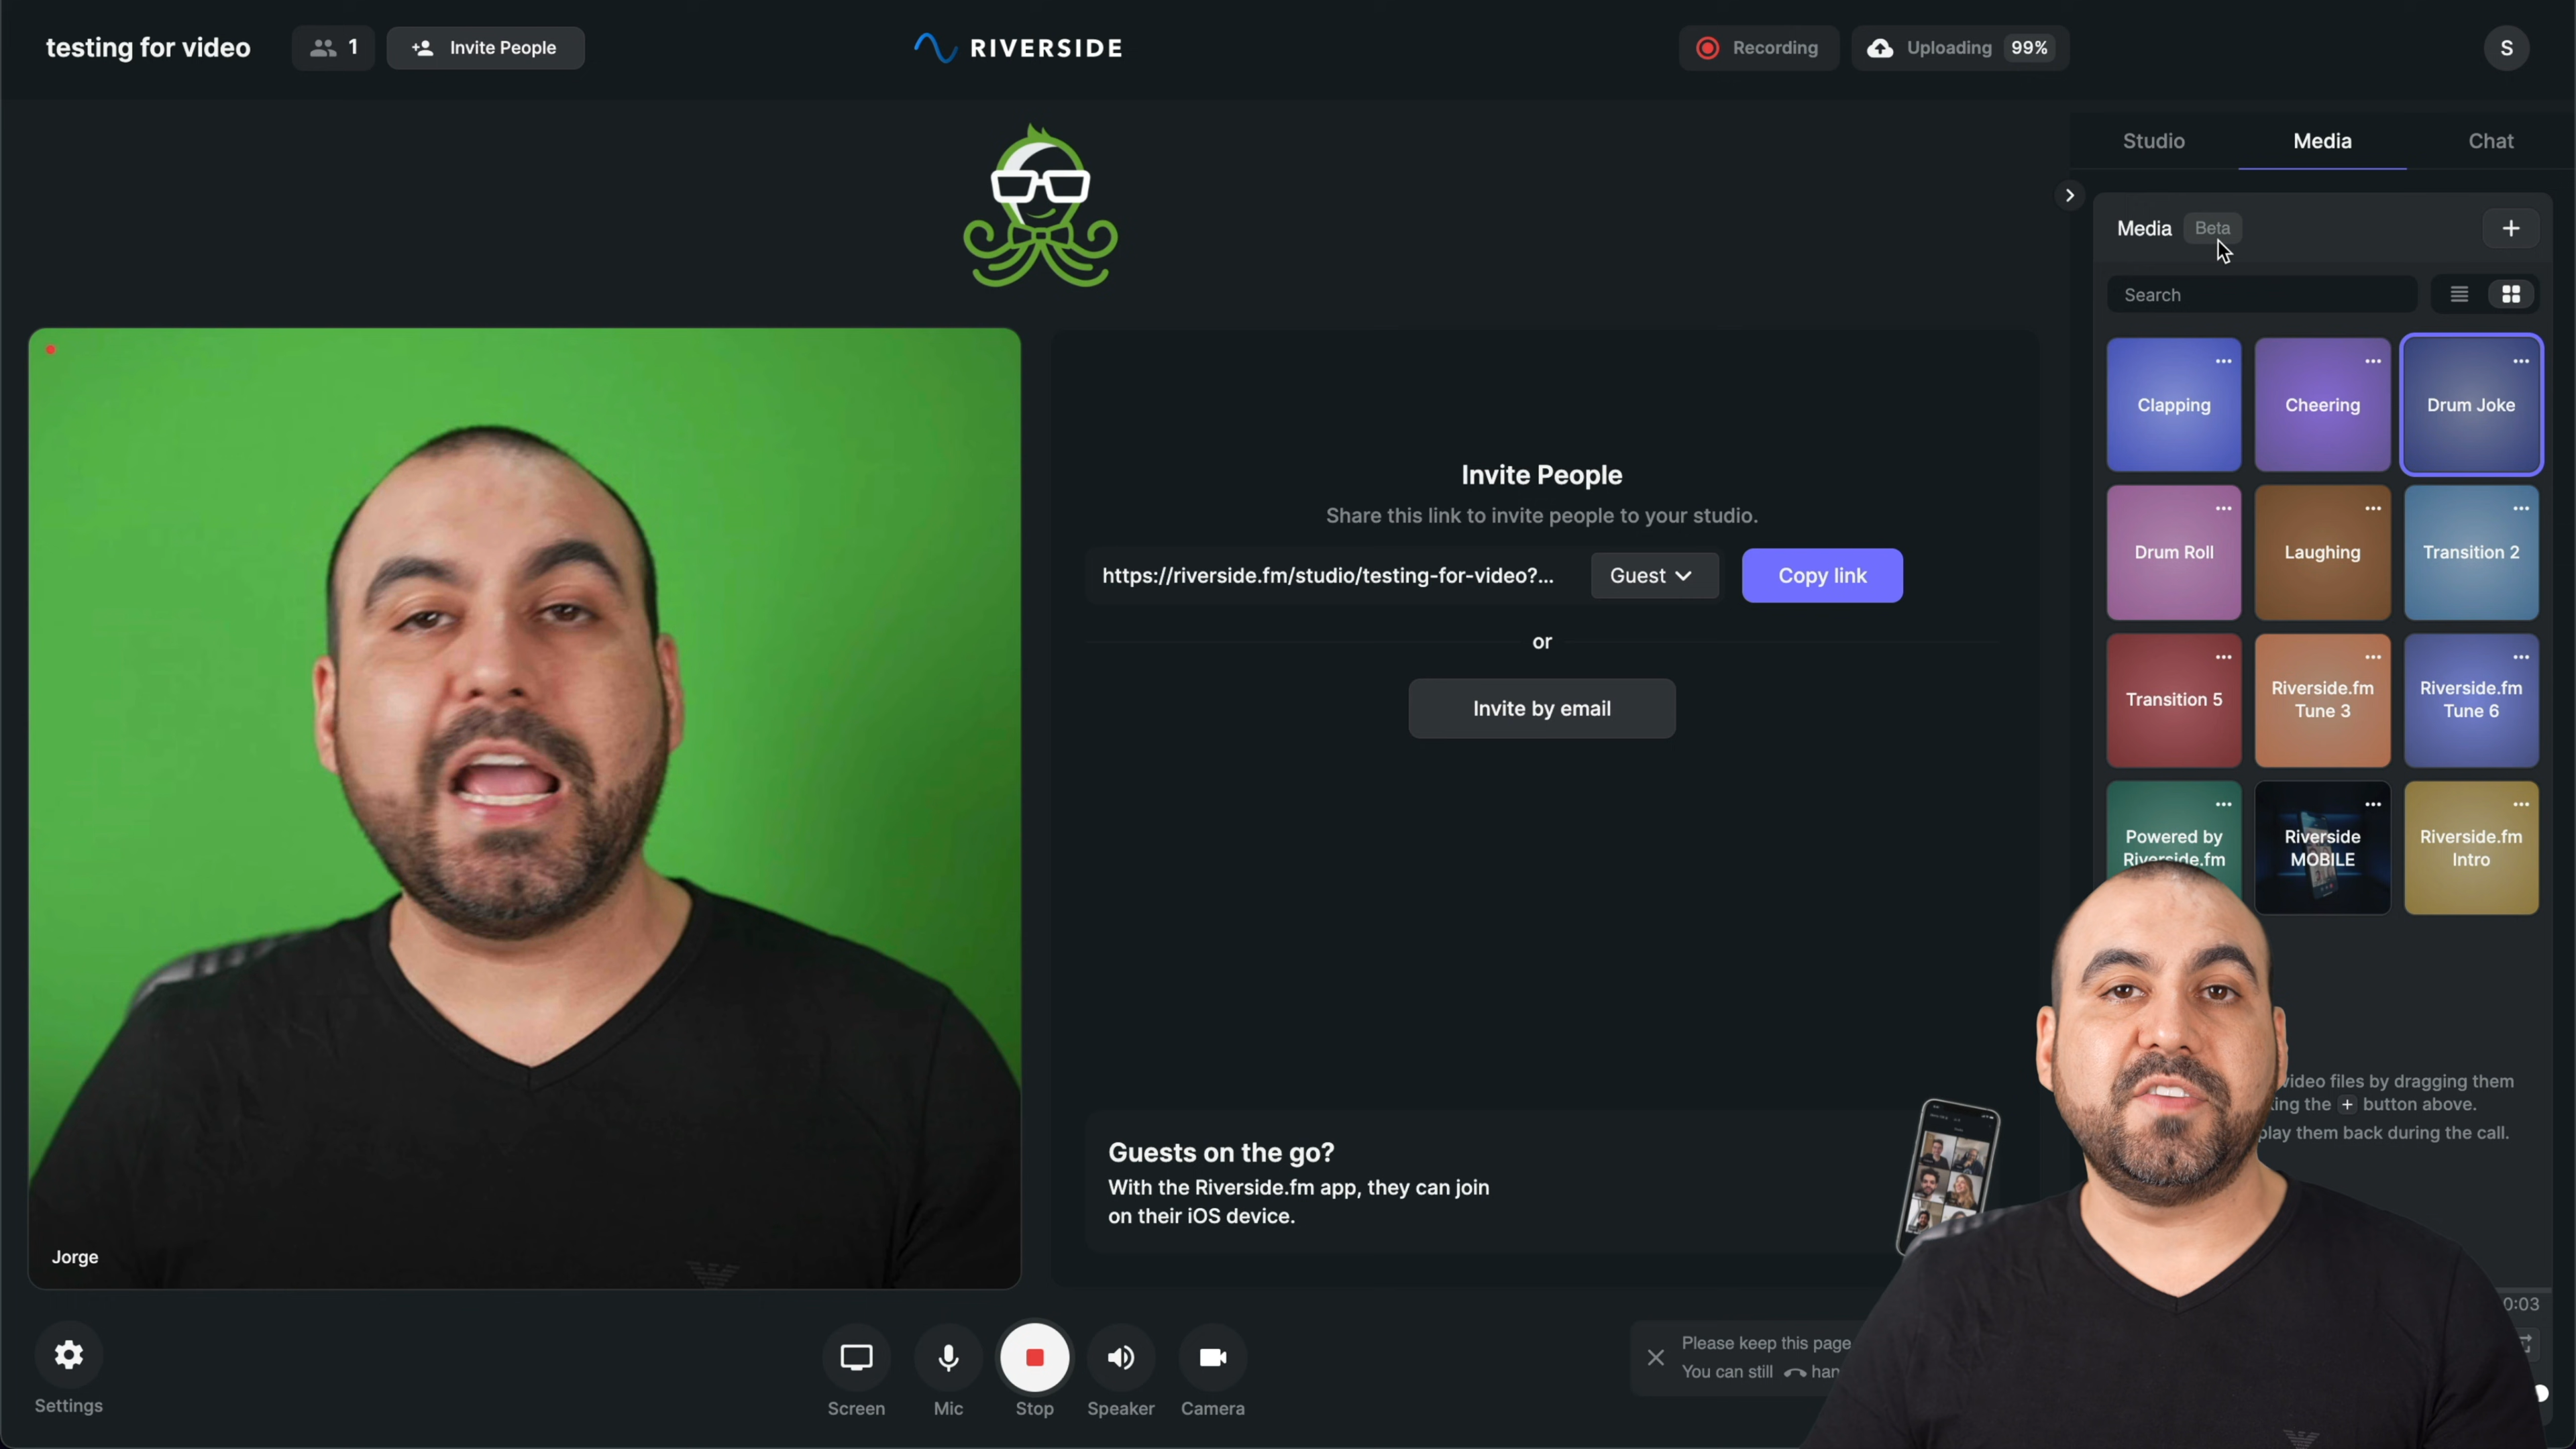 testing for video
1
Invite People
RIVERSIDE
Recording
Uploading 99%
S
Studio
Media
Chat
Media Beta
Search
Clapping
Cheering
Drum Joke
Drum Roll
Laughing
Transition 2
Transition 5
Riverside.fm
Tune 3
Riverside.fm
Tune 6
Powered by
Riverside.fm
Riverside
MOBILE
Riverside.fm
Intro
Invite People
Share this link to invite people to your studio.
https://riverside.fm/studio/testing-for-video?...
Guest
Copy link
or
Invite by email
Guests on the go?
With the Riverside.fm app, they can join
on their iOS device.
video files by dragging them
the + button above.
play them back during the call.
Jorge
0:03
Please keep this page
You can still
Settings
Screen
Mic
Stop
Speaker
Camera